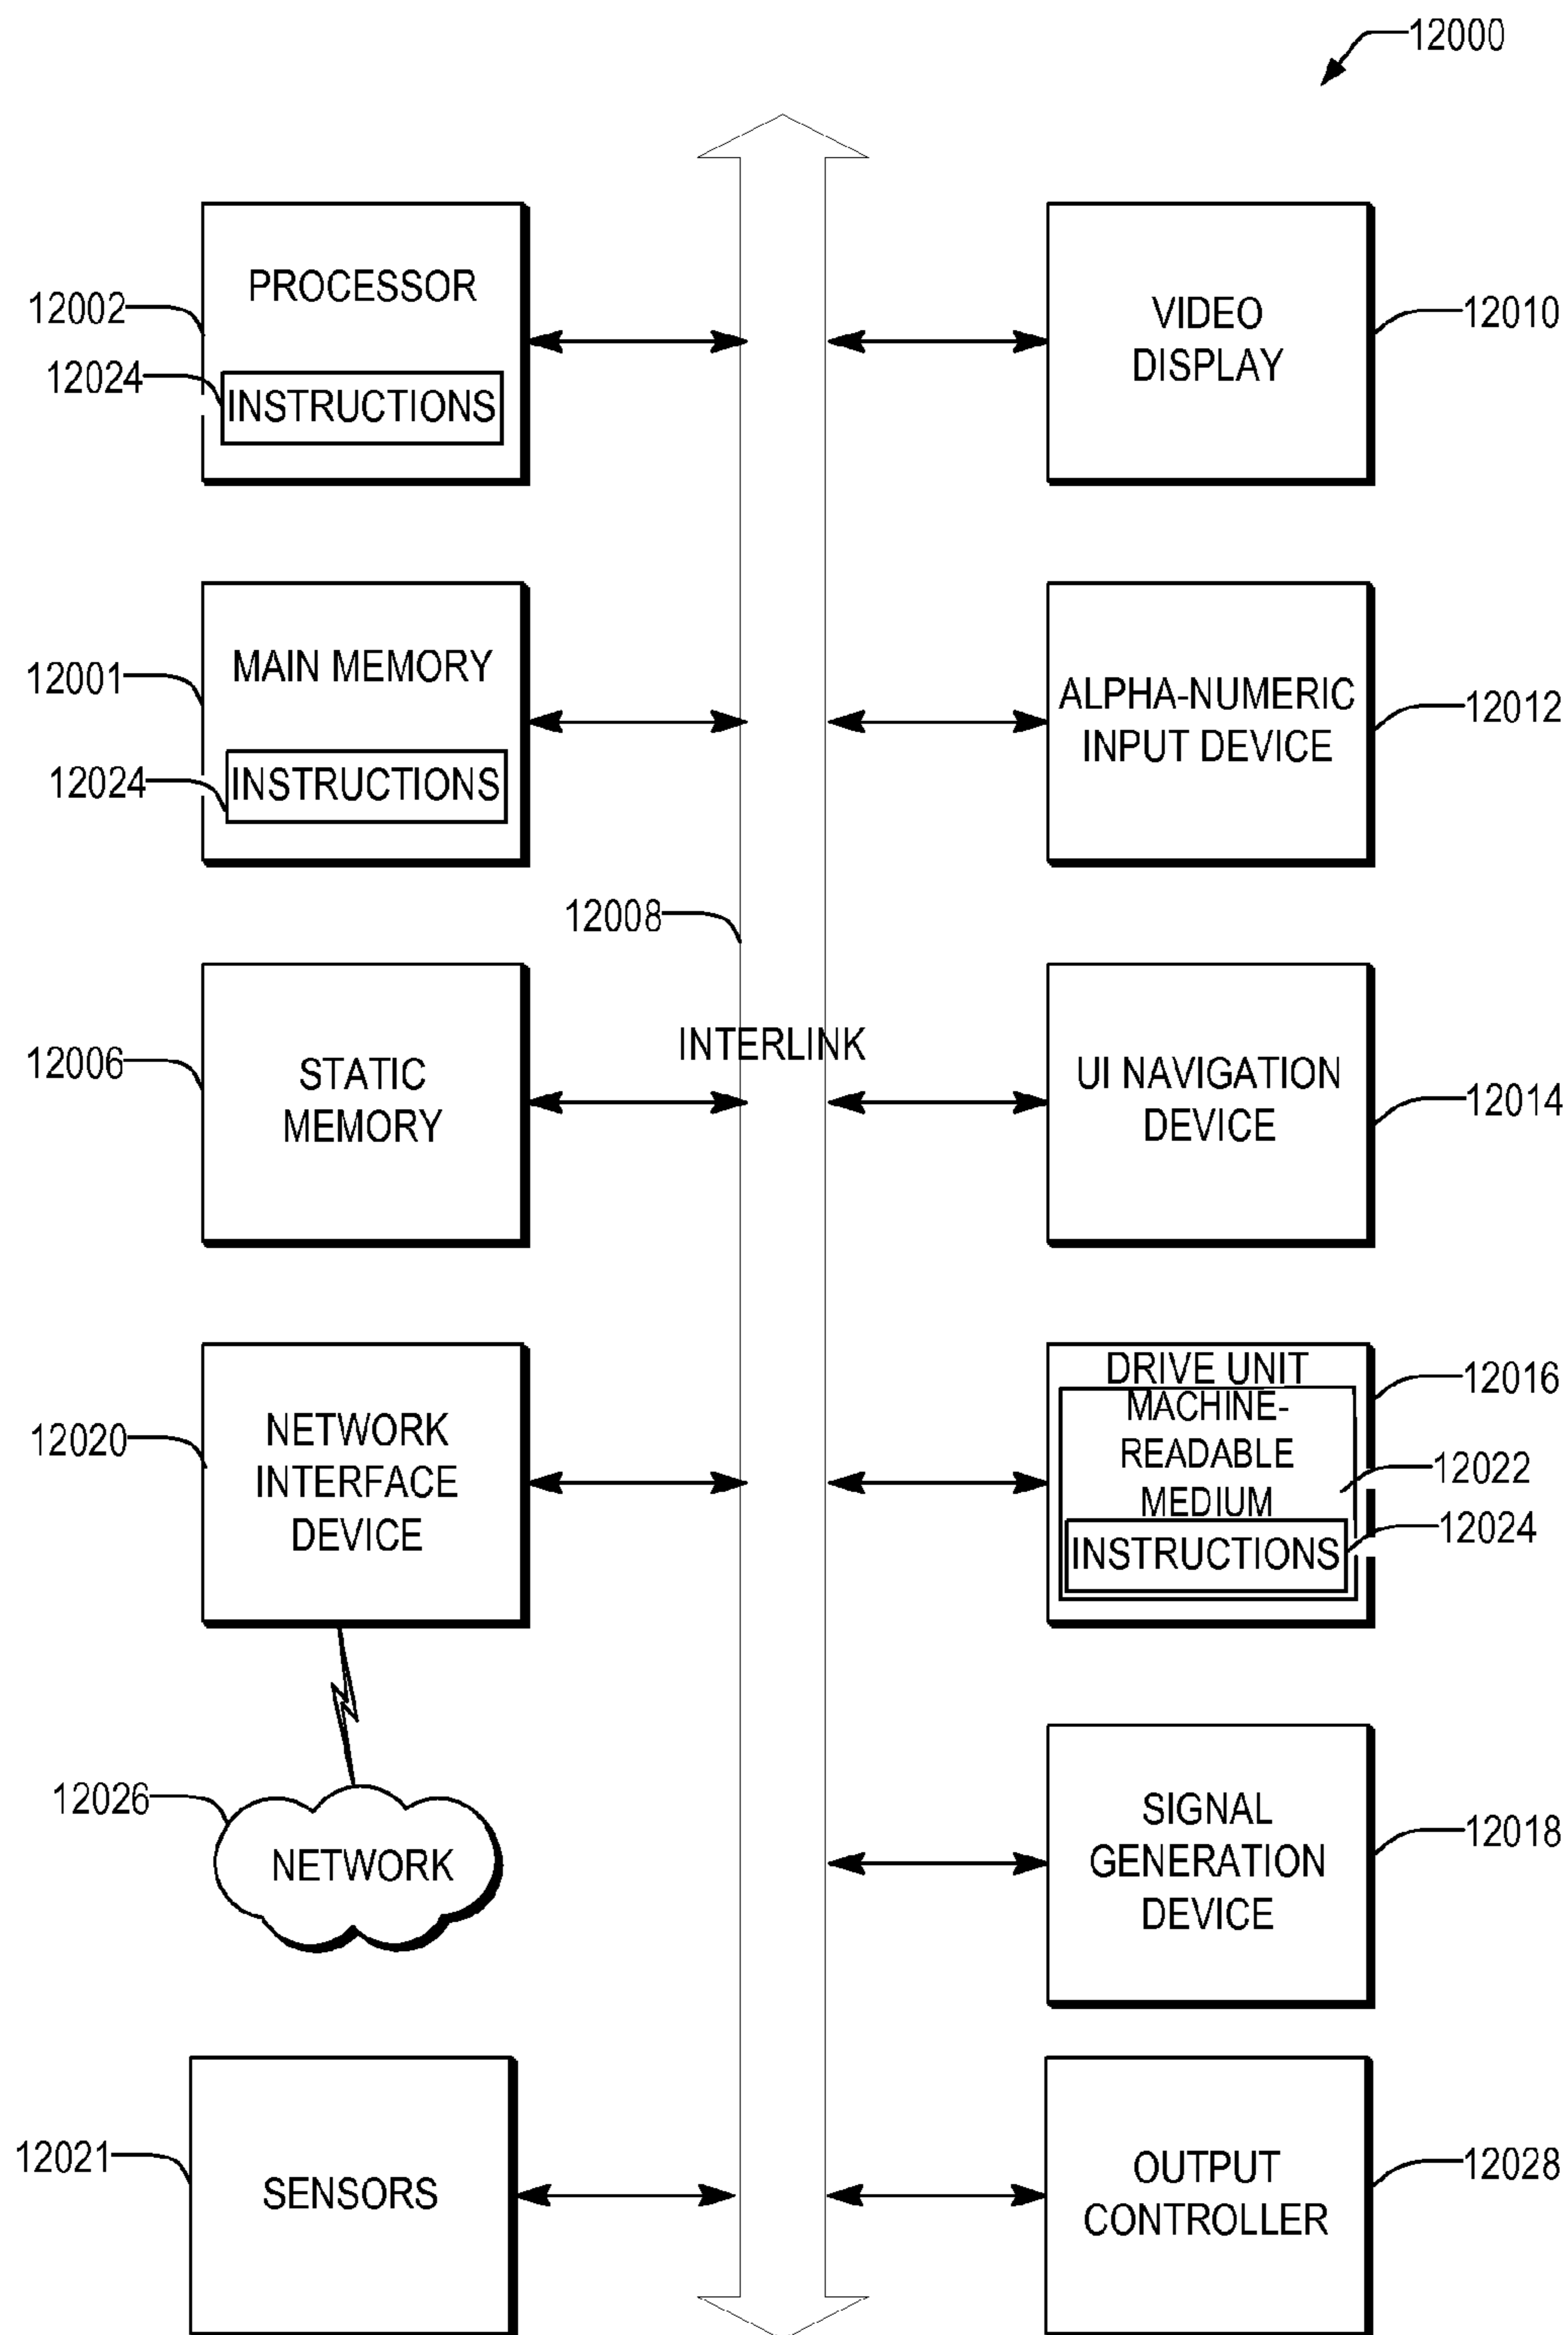 12000
PROCESSOR
12002
12024
INSTRUCTIONS
VIDEO
DISPLAY
12010
MAIN MEMORY
12001
12024
INSTRUCTIONS
ALPHA-NUMERIC
INPUT DEVICE
12012
12008
INTERLINK
12006
STATIC
MEMORY
UI NAVIGATION
DEVICE
12014
12020
NETWORK
INTERFACE
DEVICE
DRIVE UNIT
12016
MACHINE-
READABLE
MEDIUM
12022
INSTRUCTIONS
12024
12026
NETWORK
SIGNAL
GENERATION
DEVICE
12018
12021
SENSORS
OUTPUT
CONTROLLER
12028